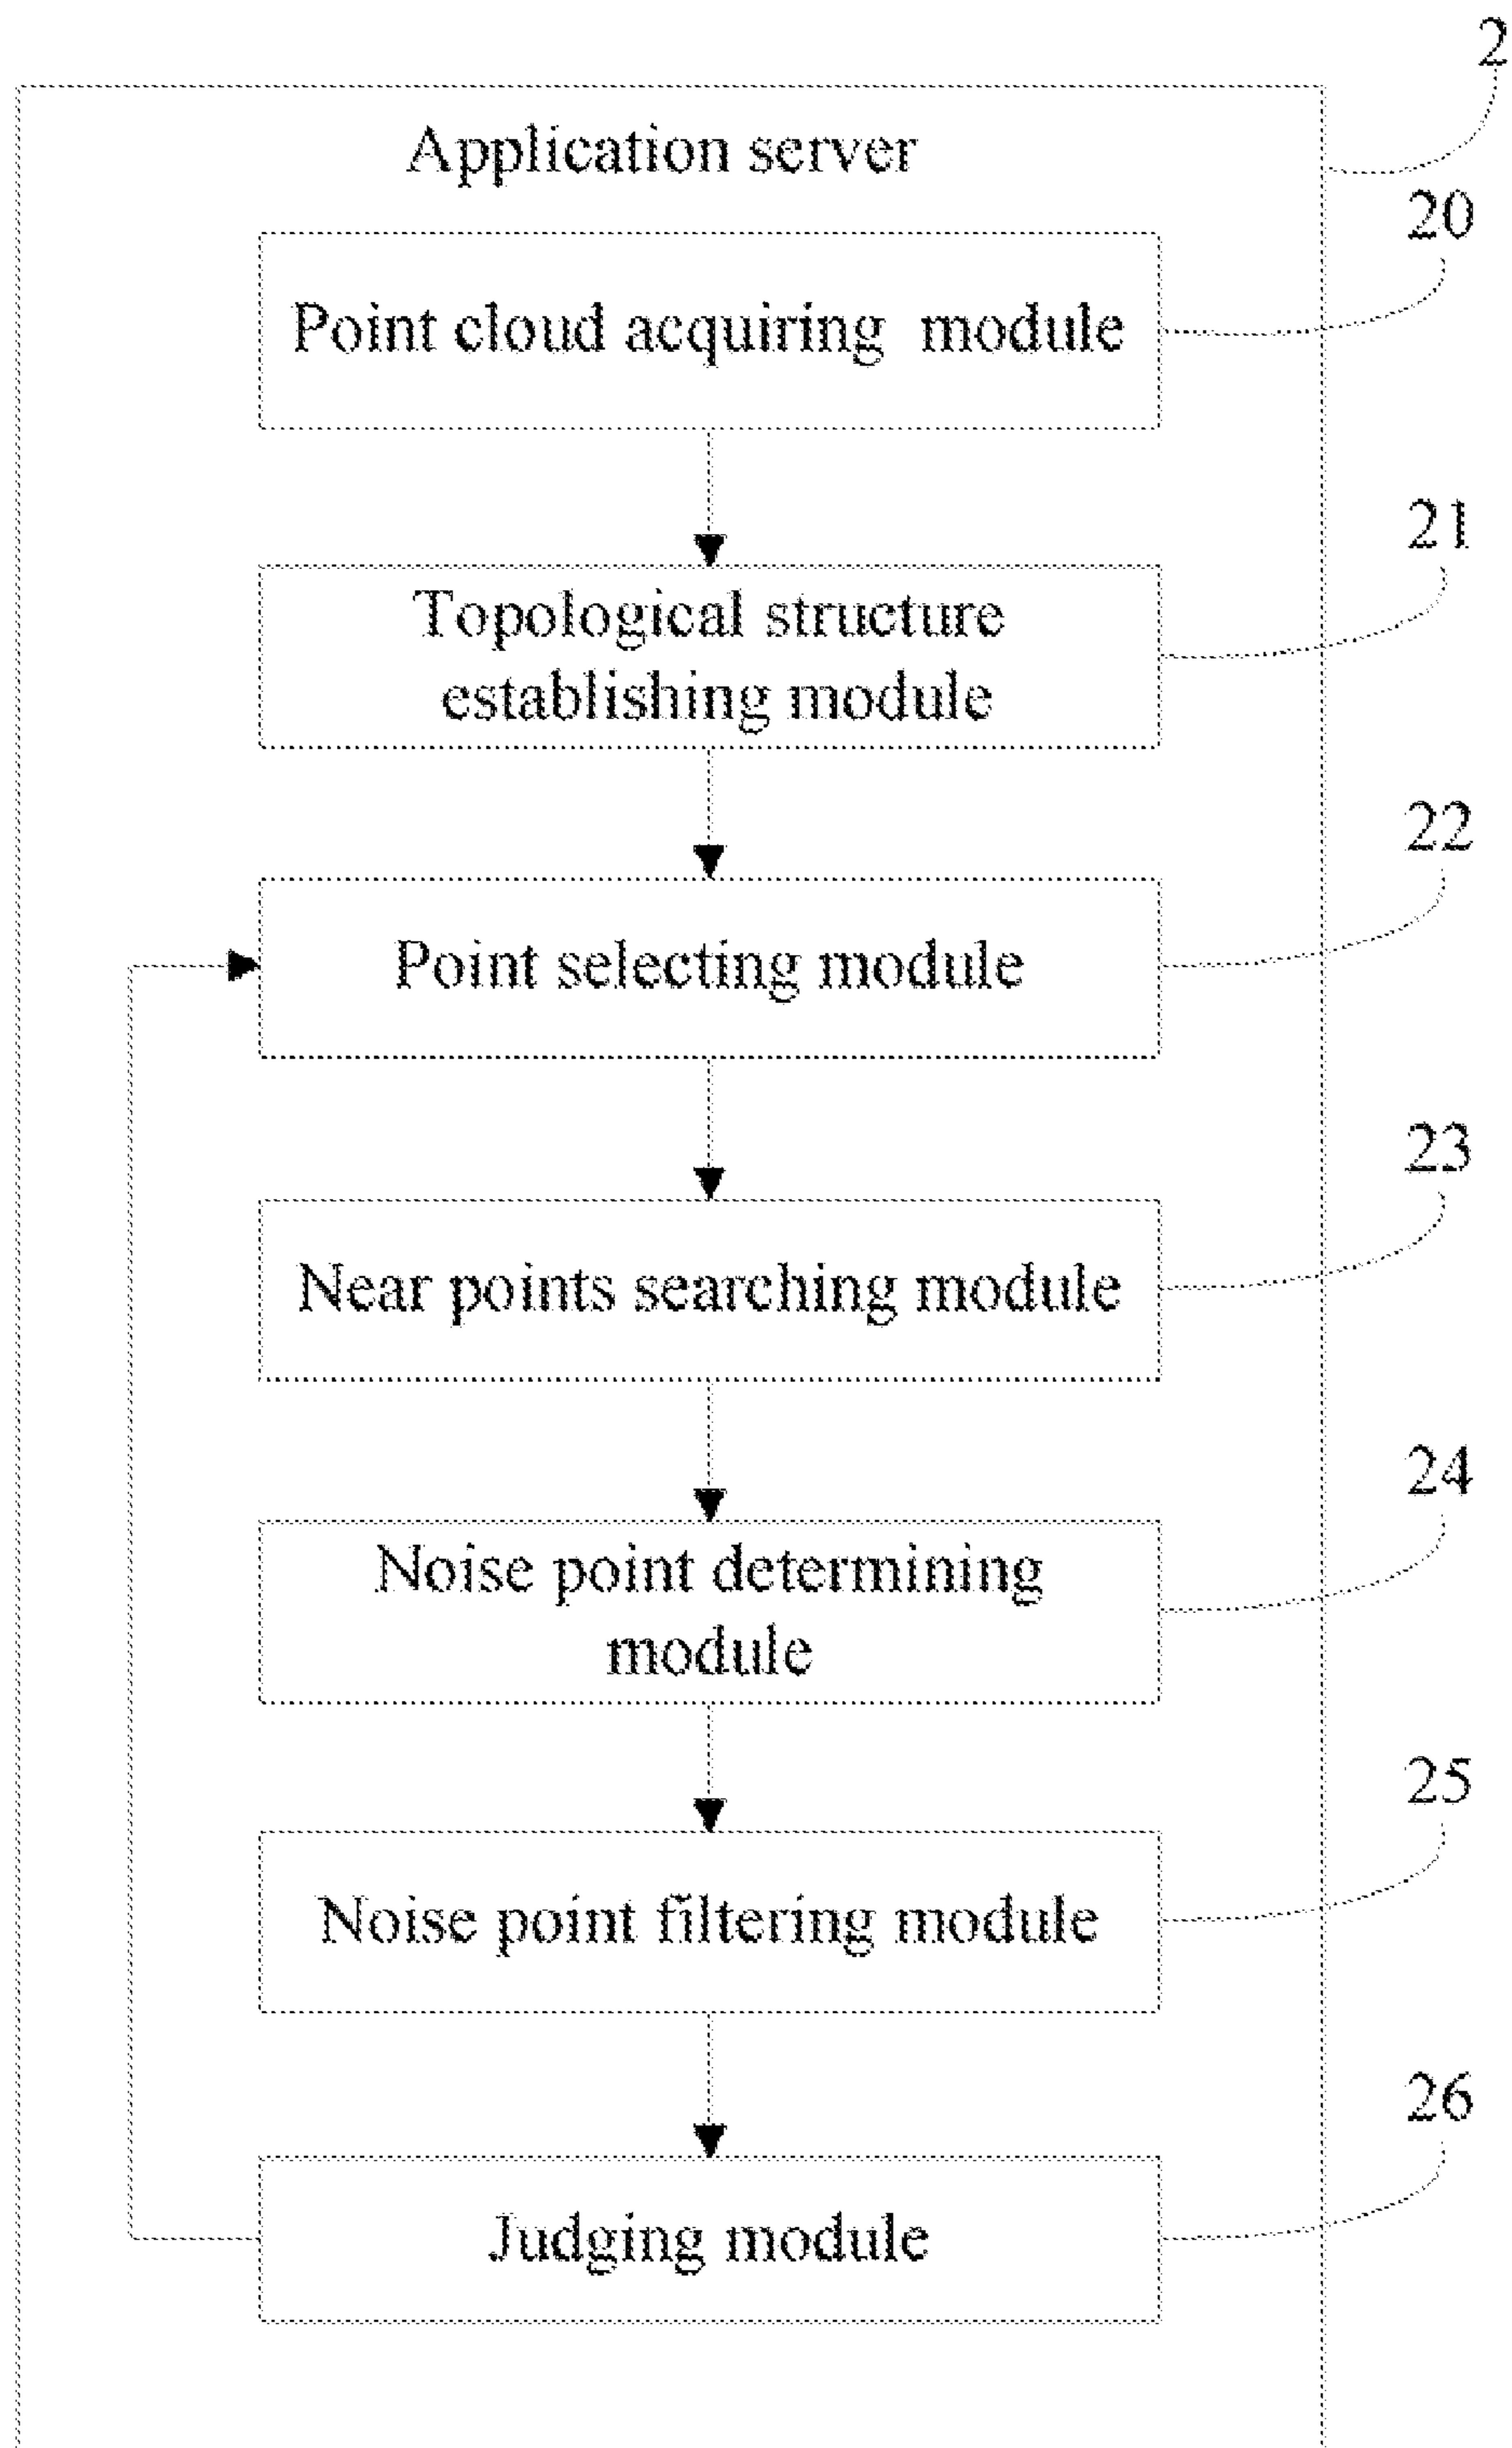 2
Application server
20
Point cloud acquiring module
21
Topological structure
establishing module
22
Point selecting module
23
Near points searching module
24
Noise point determining
module
25
Noise point filtering module
26
Judging module